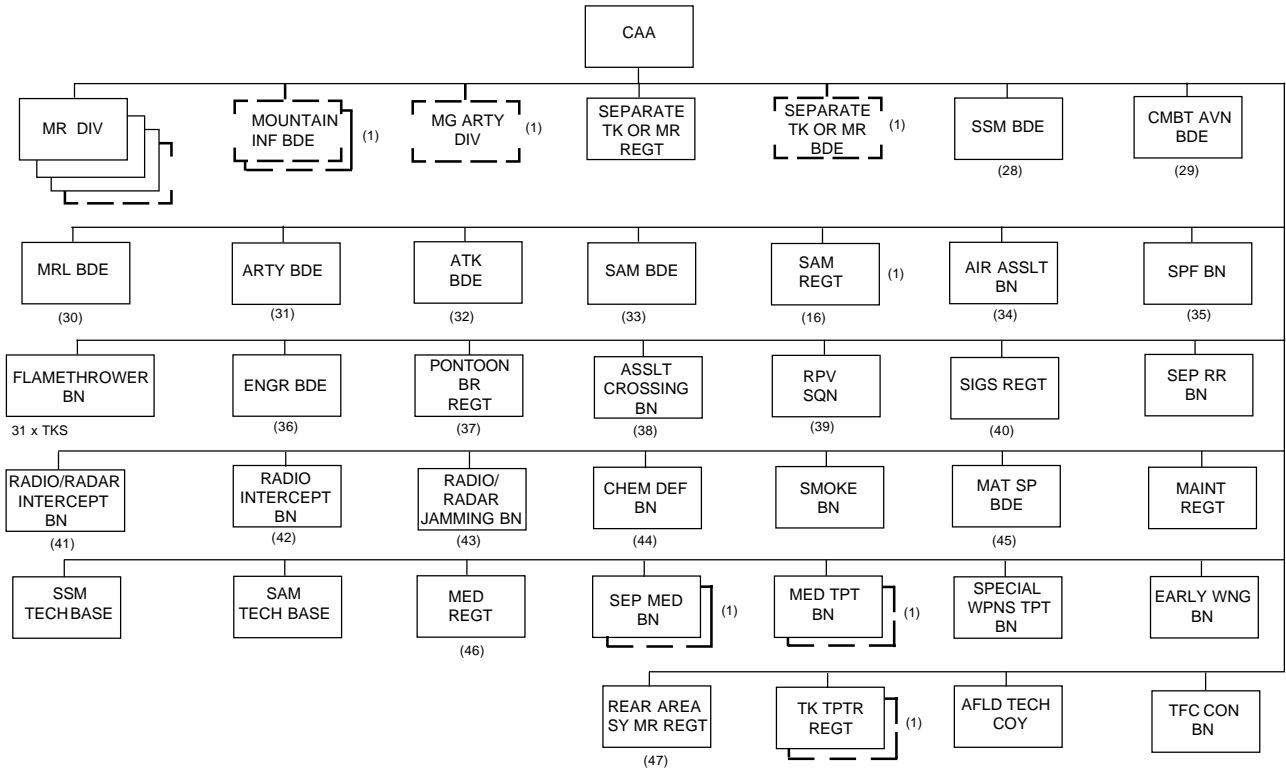 CAA
MR DIV
MOUNTAIN
INF BDE
(1)
MG ARTY
DIV
(1)
SEPARATE
TK OR MR
REGT
SEPARATE
TK OR MR
BDE
(1)
SSM BDE
(28)
CMBT AVN
BDE
(29)
MRL BDE
(30)
ARTY BDE
(31)
ATK
BDE
(32)
SAM BDE
(33)
SAM
REGT
(1)
(16)
AIR ASSLT
BN
(34)
SPF BN
(35)
FLAMETHROWER
BN
31 x TKS
ENGR BDE
(36)
PONTOON
BR
REGT
(37)
ASSLT
CROSSING
BN
(38)
RPV
SQN
(39)
SIGS REGT
(40)
SEP RR
BN
RADIO/RADAR
INTERCEPT
BN
(41)
RADIO
INTERCEPT
BN
(42)
RADIO/
RADAR
JAMMING BN
(43)
CHEM DEF
BN
(44)
SMOKE
BN
MAT SP
BDE
(45)
MAINT
REGT
SSM
TECH BASE
SAM
TECH BASE
MED
REGT
(46)
SEP MED
BN
(1)
MED TPT
BN
(1)
SPECIAL
WPNS TPT
BN
EARLY WNG
BN
REAR AREA
SY MR REGT
(47)
TK TPTR
REGT
(1)
AFLD TECH
COY
TFC CON
BN